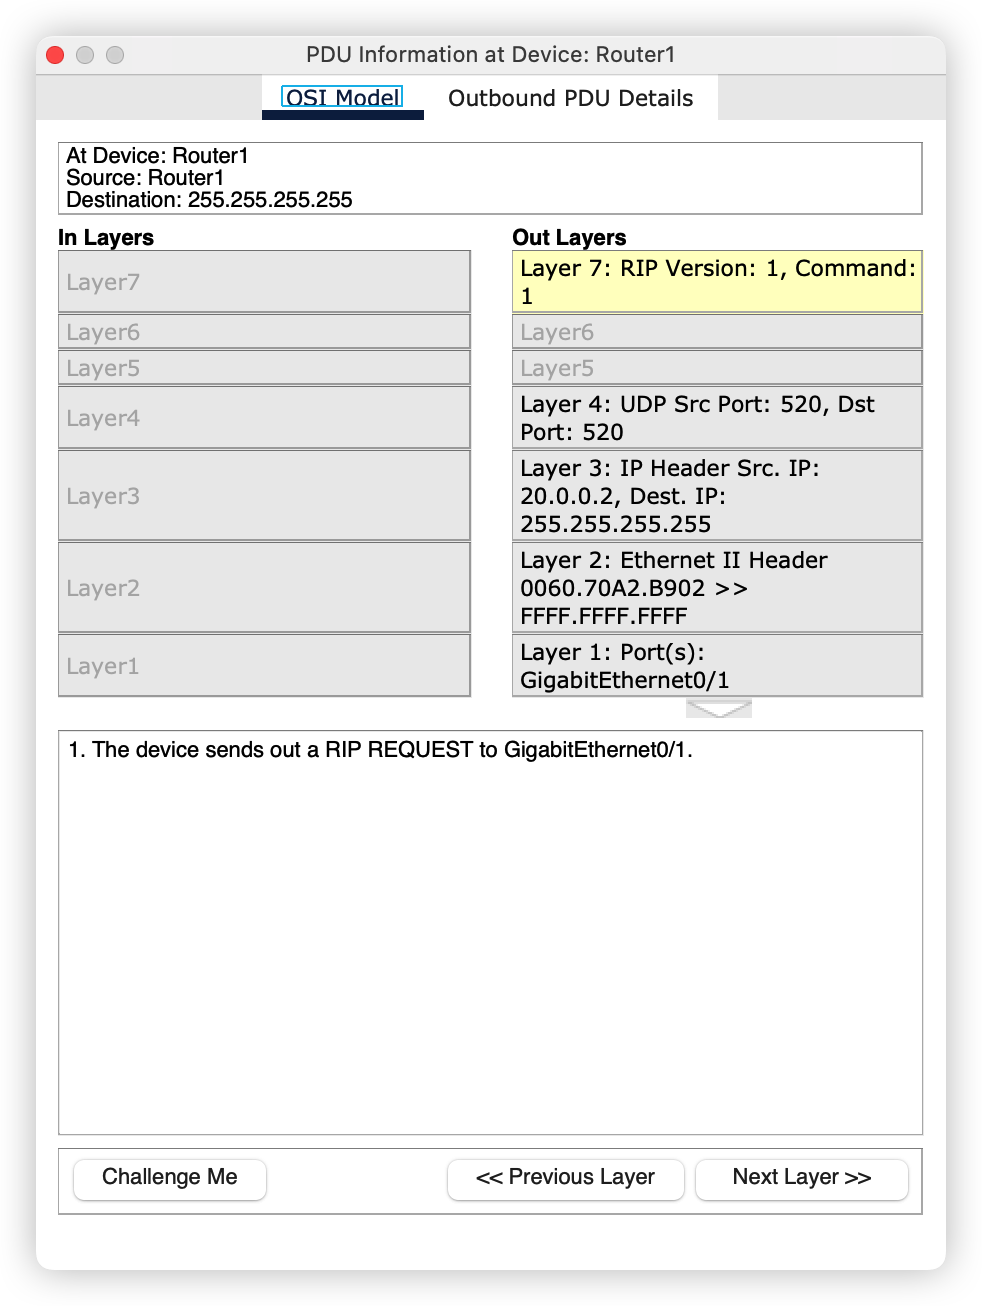 PDU Information at Device: Router1
OSI Model
Outbound PDU Details
At Device: Router1
Source: Router1
Destination: 255.255.255.255
In Layers
Layer7
Layer6
Layer5
Layer4
Layer3
Layer2
Layer1
Out Layers
Layer 7: RIP Version: 1, Command:
1
Layer6
Layer5
Layer 4: UDP Src Port: 520, Dst
Port: 520
Layer 3: IP Header Src. IP:
20.0.0.2, Dest. IP:
255.255.255.255
Layer 2: Ethernet II Header
0060.70A2.B902 >>
FFFF.FFFF.FFFF
Layer 1: Port(s):
GigabitEthernet0/1
1. The device sends out a RIP REQUEST to GigabitEthernet0/1.
Challenge Me
<< Previous Layer
Next Layer >>